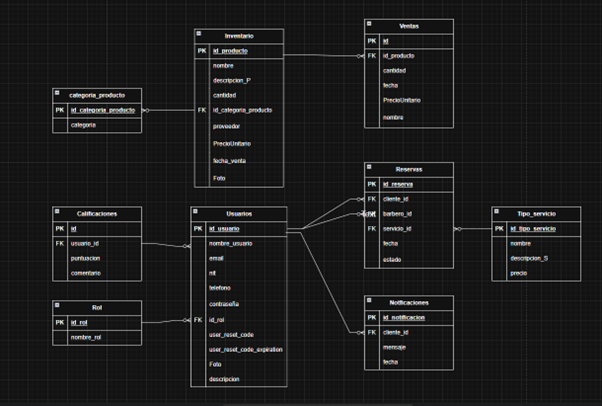 Inventario
PK id_producto
nombre
descripcion_P
cantidad
FK id_categoria_producto
proveedor
PrecioUnitario
fecha_venta
Foto
Ventas
PK id
FK id_producto
cantidad
fecha
PrecioUnitario
nombre
categoria_producto
PK id_categoria_producto
categoria
Reservas
PK id_reserva
FK cliente_id
FK barbero_id
FK servicio_id
fecha
estado
Tipo_servicio
PK id_tipo_servicio
nombre
descripcion_S
precio
Calificaciones
PK id
FK usuario_id
puntuacion
comentario
Usuarios
PK id_usuario
nombre_usuario
email
nit
telefono
contraseña
FK id_rol
user_reset_code
user_reset_code_expiration
Foto
descripcion
Rol
PK id_rol
nombre_rol
Notificaciones
PK id_notificacion
FK cliente_id
mensaje
fecha